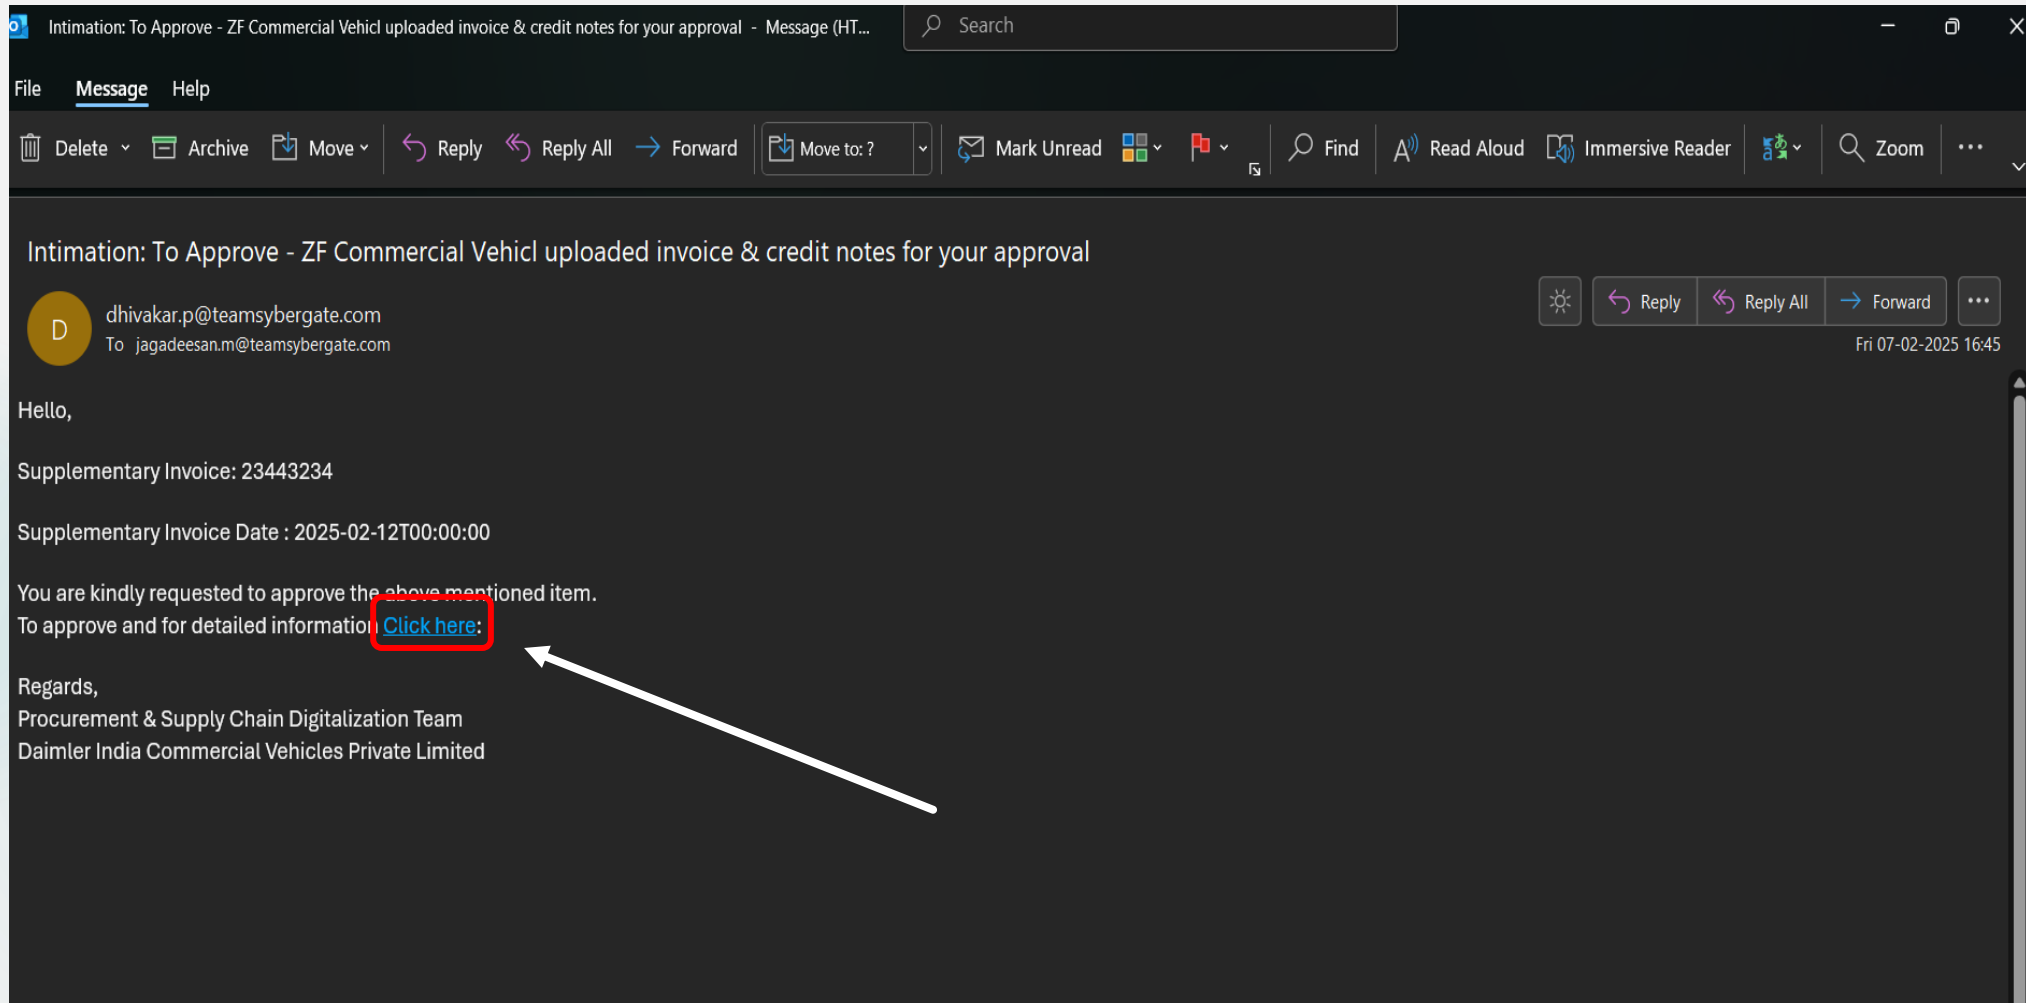 Intimation: To Approve - ZF Commercial Vehicl uploaded invoice & credit notes for your approval - Message (HT...
Search
File Message Help
Delete Archive Move Reply Reply All Forward Move to: ? Mark Unread Find Read Aloud Immersive Reader Zoom
Intimation: To Approve - ZF Commercial Vehicl uploaded invoice & credit notes for your approval
D
dhivakar.p@teamsybergate.com
To jagadeesan.m@teamsybergate.com
Reply Reply All Forward
Fri 07-02-2025 16:45
Hello,
Supplementary Invoice: 23443234
Supplementary Invoice Date : 2025-02-12T00:00:00
You are kindly requested to approve the above mentioned item.
To approve and for detailed information Click here:
Regards,
Procurement & Supply Chain Digitalization Team
Daimler India Commercial Vehicles Private Limited